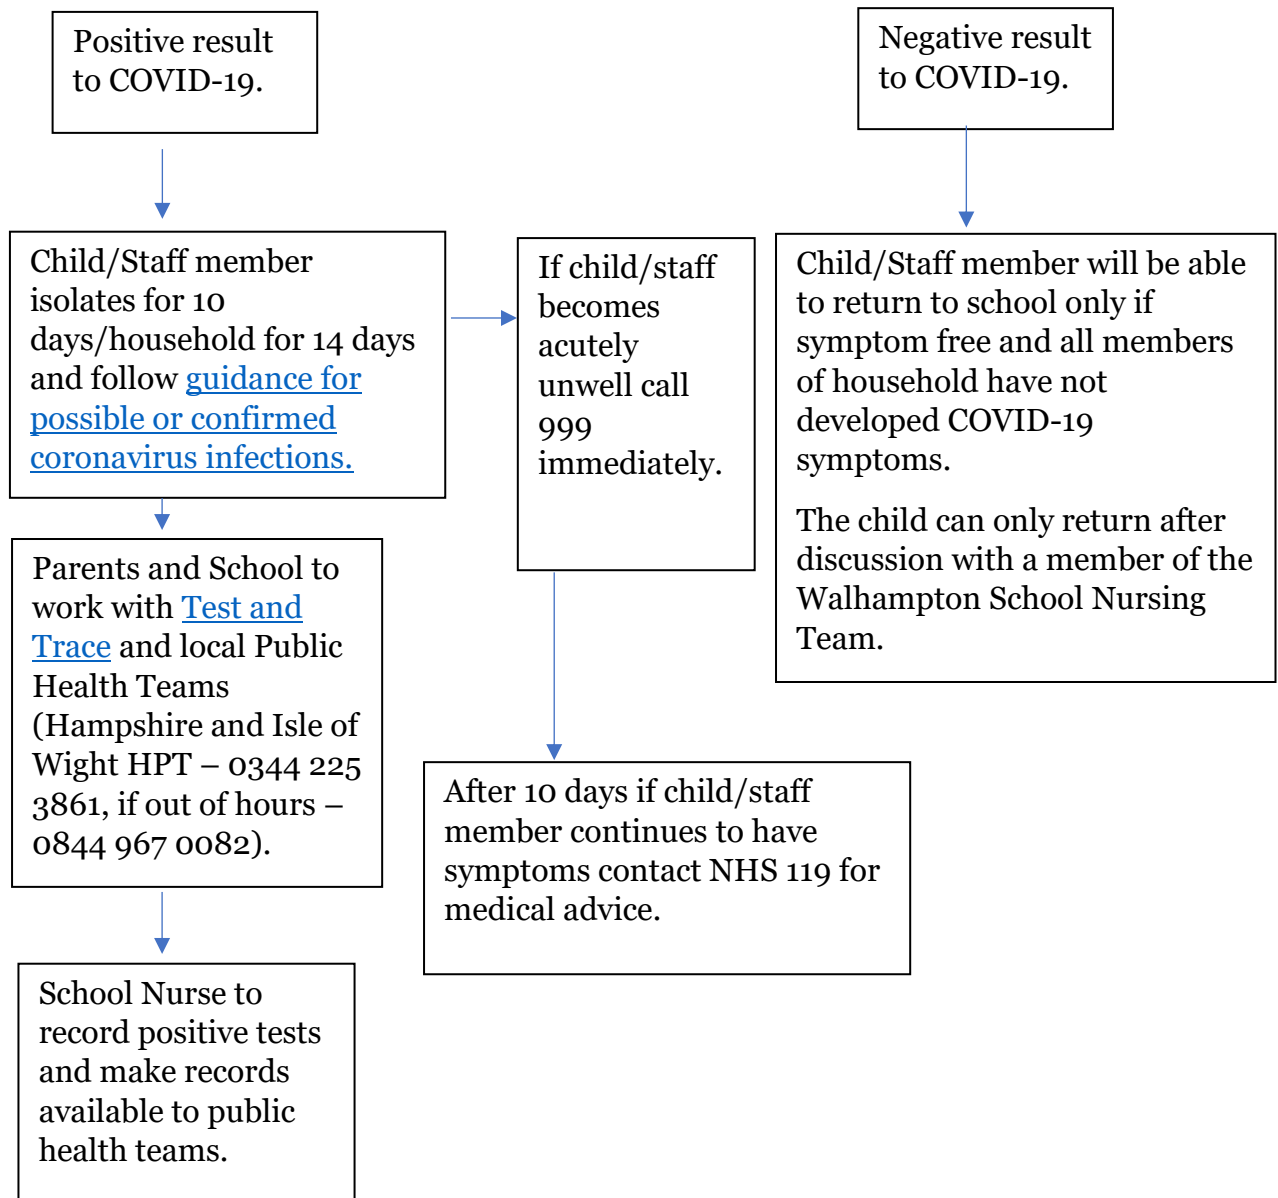 Positive result
to COVID-19.
Negative result
to COVID-19.
Child/Staff member
isolates for 10
days/household for 14 days
and follow guidance for
possible or confirmed
coronavirus infections.
If child/staff
becomes
acutely
unwell call
999
immediately.
Child/Staff member will be able
to return to school only if
symptom free and all members
of household have not
developed COVID-19
symptoms.
The child can only return after
discussion with a member of the
Walhampton School Nursing
Team.
Parents and School to
work with Test and
Trace and local Public
Health Teams
(Hampshire and Isle of
Wight HPT – 0344 225
3861, if out of hours –
0844 967 0082).
After 10 days if child/staff
member continues to have
symptoms contact NHS 119 for
medical advice.
School Nurse to
record positive tests
and make records
available to public
health teams.